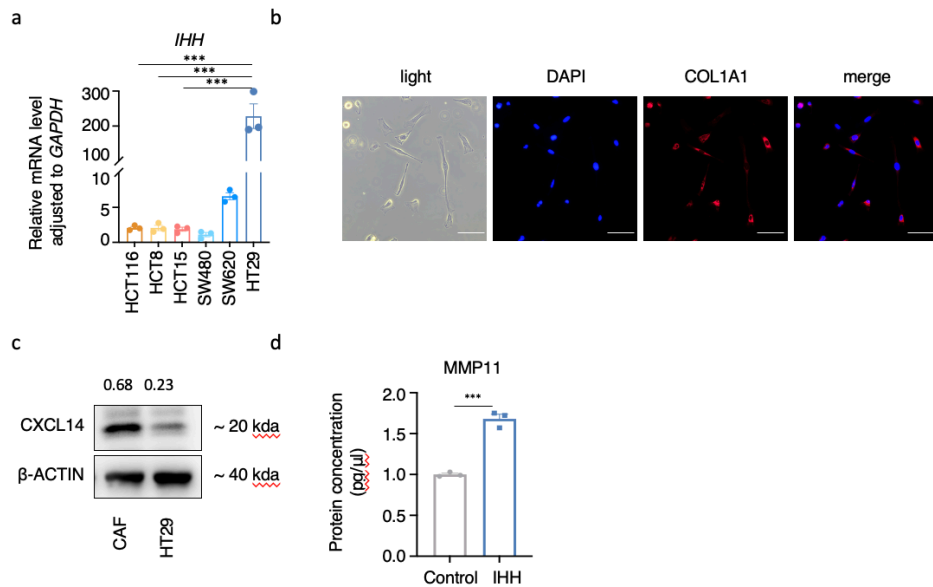 a
IHH
***
***
***
Relative mRNA level
adjusted to GAPDH
300
200
100
10
5
0
HCT116
HCT8
HCT15
SW480
SW620
HT29
b
light
DAPI
COL1A1
merge
c
0.68 0.23
CXCL14
~ 20 kda
β-ACTIN
~ 40 kda
CAF
HT29
d
MMP11
***
Protein concentration
(pg/µl)
2.0
1.5
1.0
0.5
0.0
Control
IHH